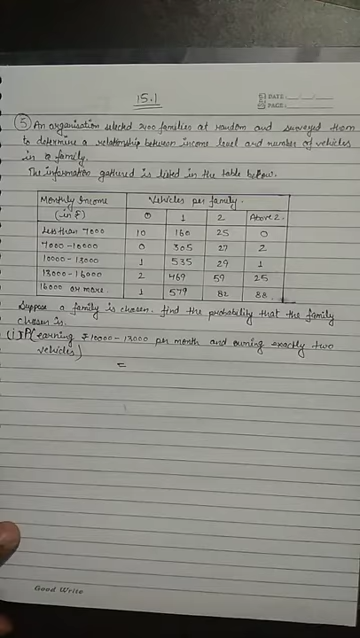 15.1
DATE: __/__/__
PAGE:
(5) An organisation selected 2400 families at random and surveyed them
to determine a relationship between income level and number of vehicles
in a family.
The information gathered is listed in the table below.
Monthly Income Vehicles per family.
(in ₹) 0 1 2 Above 2.
Less than 7000 10 160 25 0
7000-10000 0 305 27 2
10000-13000 1 535 29 1
13000-16000 2 469 59 25
16000 or more. 1 579 82 88
Suppose a family is chosen. find the probability that the family
chosen is.
(i) P(earning ₹10000-13000 per month and owning exactly two
vehicles)
=
Good Write